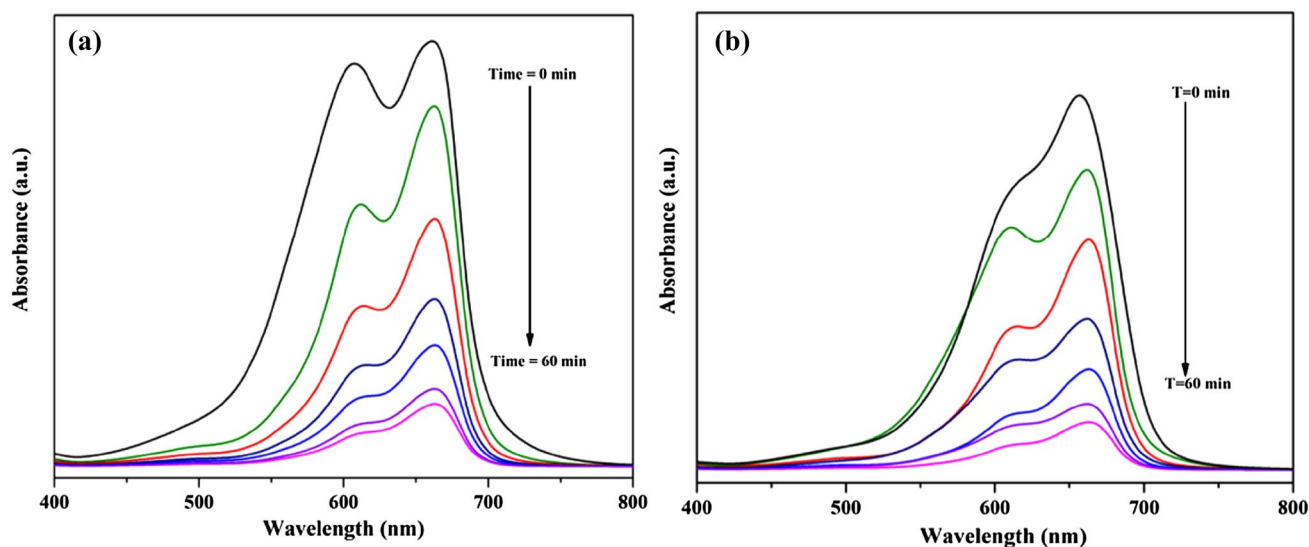 (a)
Time = 0 min
Time = 60 min
Absorbance (a.u.)
400 500 600 700 800
Wavelength (nm)
(b)
T=0 min
T=60 min
Absorbance (a.u.)
400 500 600 700 800
Wavelength (nm)